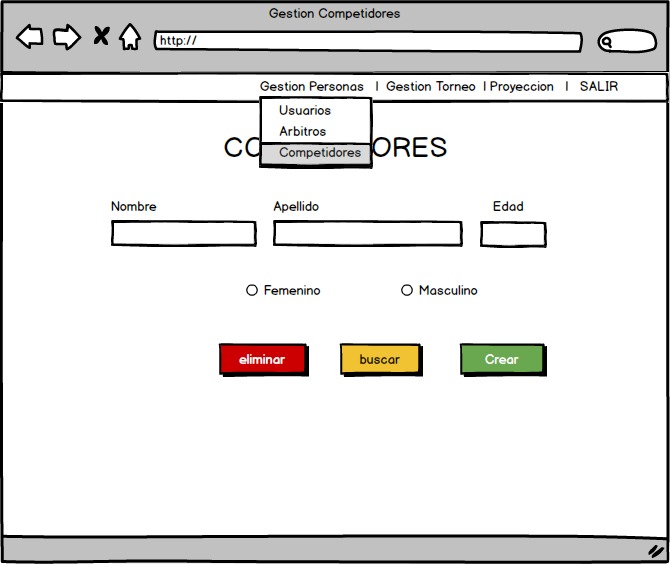 Gestion Competidores
http://
Gestion Personas | Gestion Torneo | Proyeccion | SALIR
Usuarios
Arbitros
Competidores
CO ORES
Nombre Apellido Edad
Femenino Masculino
eliminar buscar Crear